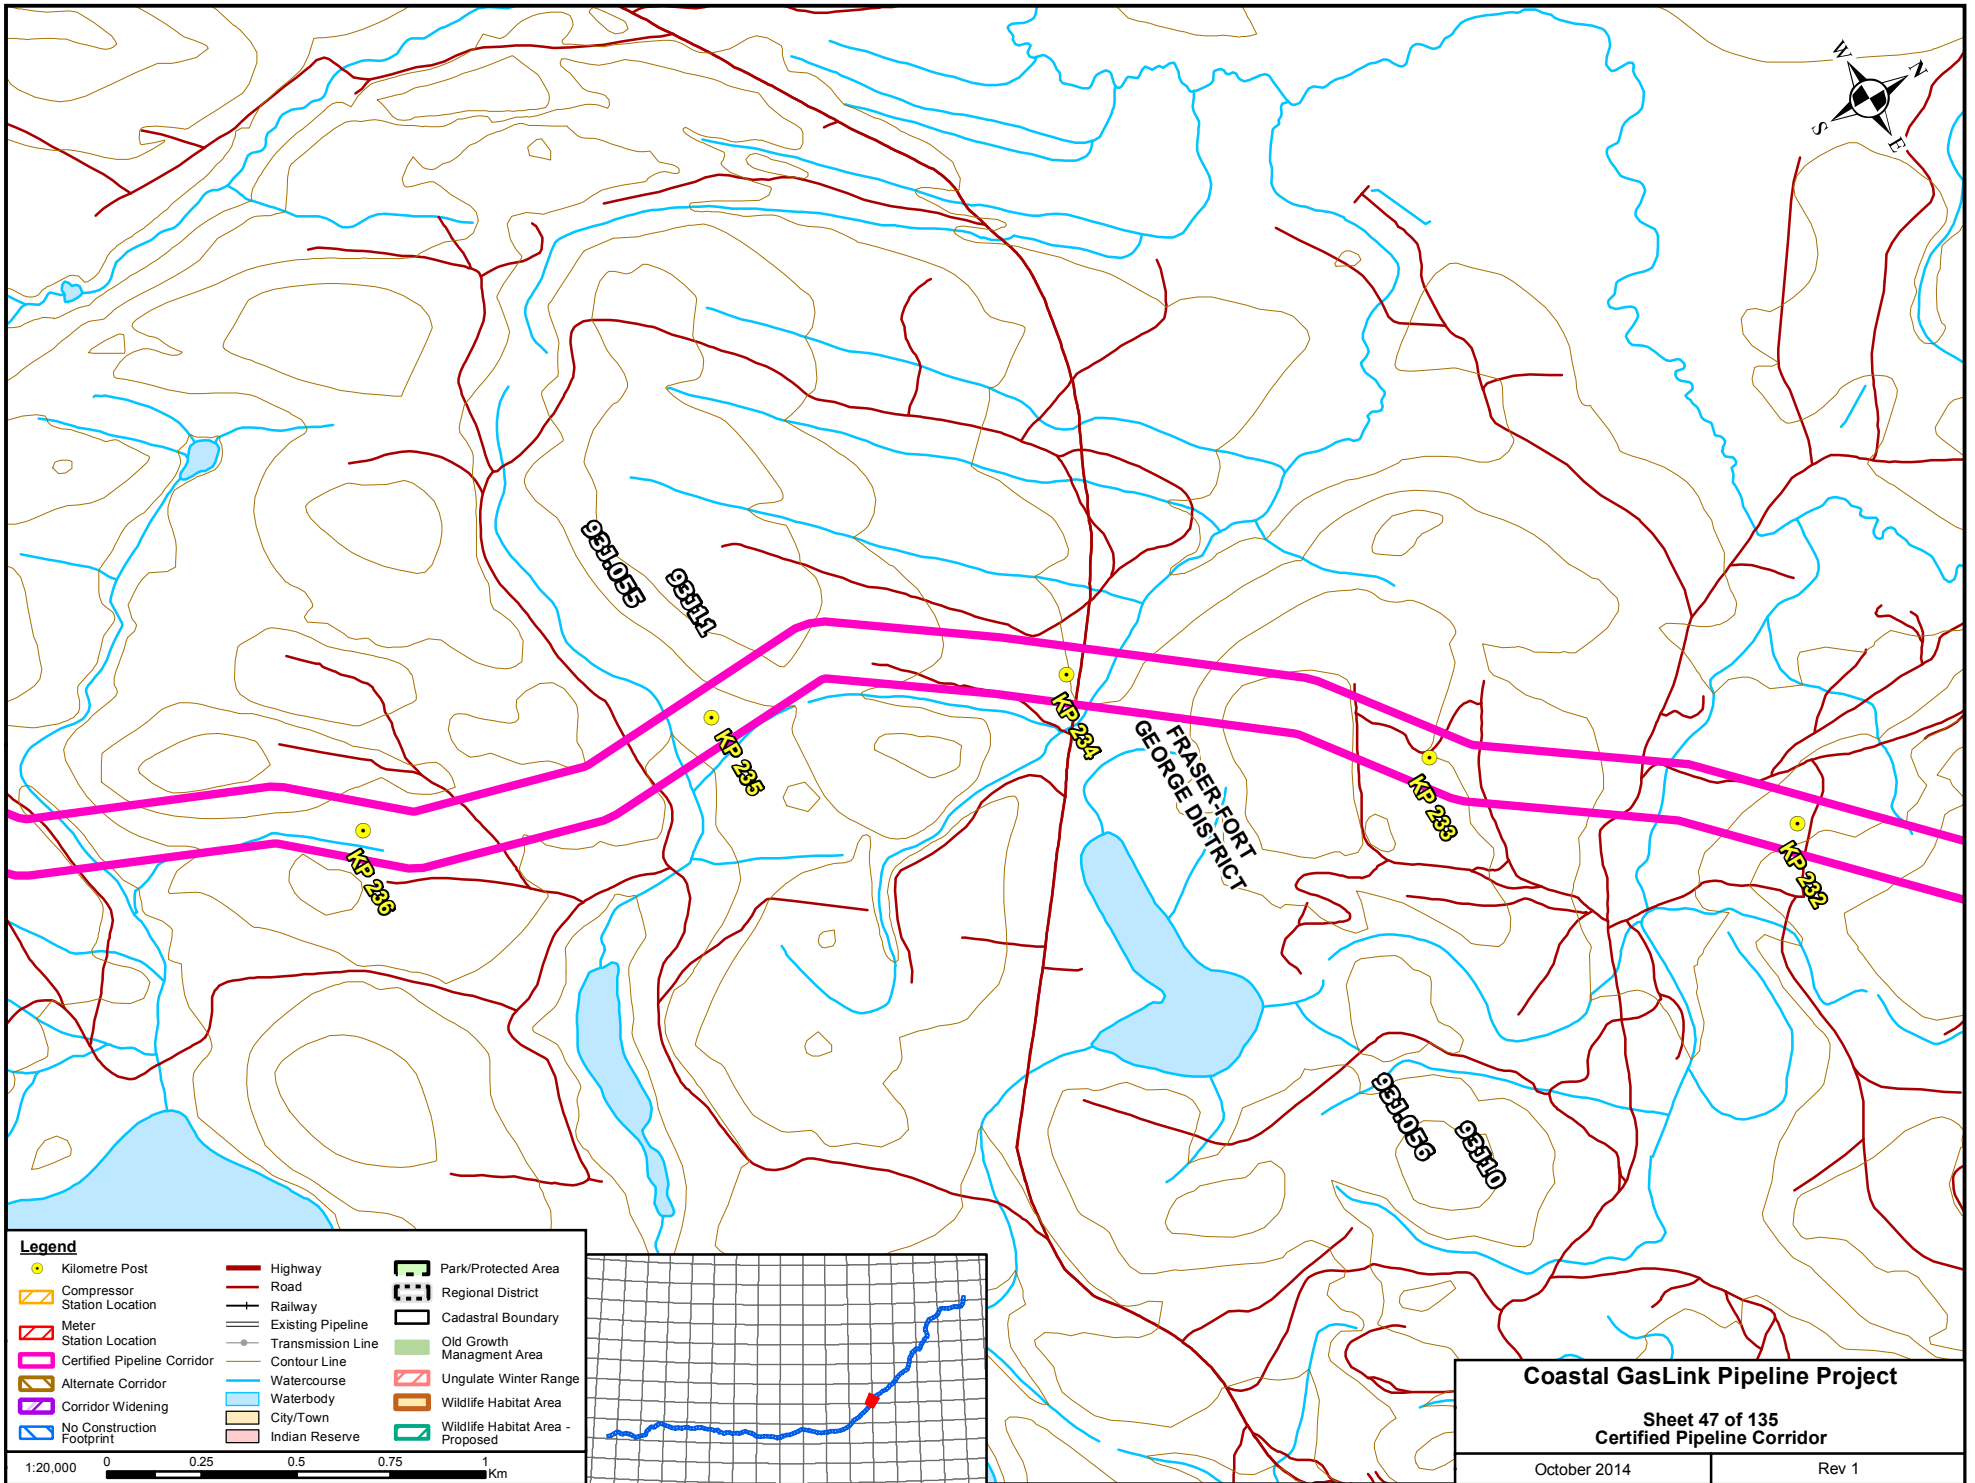 W
N
S
E
93J.055
93J11
KP 236
KP 235
KP 234
FRASER-FORT
GEORGE DISTRICT
KP 233
KP 232
93J.056
93J10
Legend
Kilometre Post
Compressor
Station Location
Meter
Station Location
Certified Pipeline Corridor
Alternate Corridor
Corridor Widening
No Construction
Footprint
Highway
Road
Railway
Existing Pipeline
Transmission Line
Contour Line
Watercourse
Waterbody
City/Town
Indian Reserve
Park/Protected Area
Regional District
Cadastral Boundary
Old Growth
Managment Area
Ungulate Winter Range
Wildlife Habitat Area
Wildlife Habitat Area -
Proposed
1:20,000
0 0.25 0.5 0.75 1
Km
Coastal GasLink Pipeline Project
Sheet 47 of 135
Certified Pipeline Corridor
October 2014
Rev 1